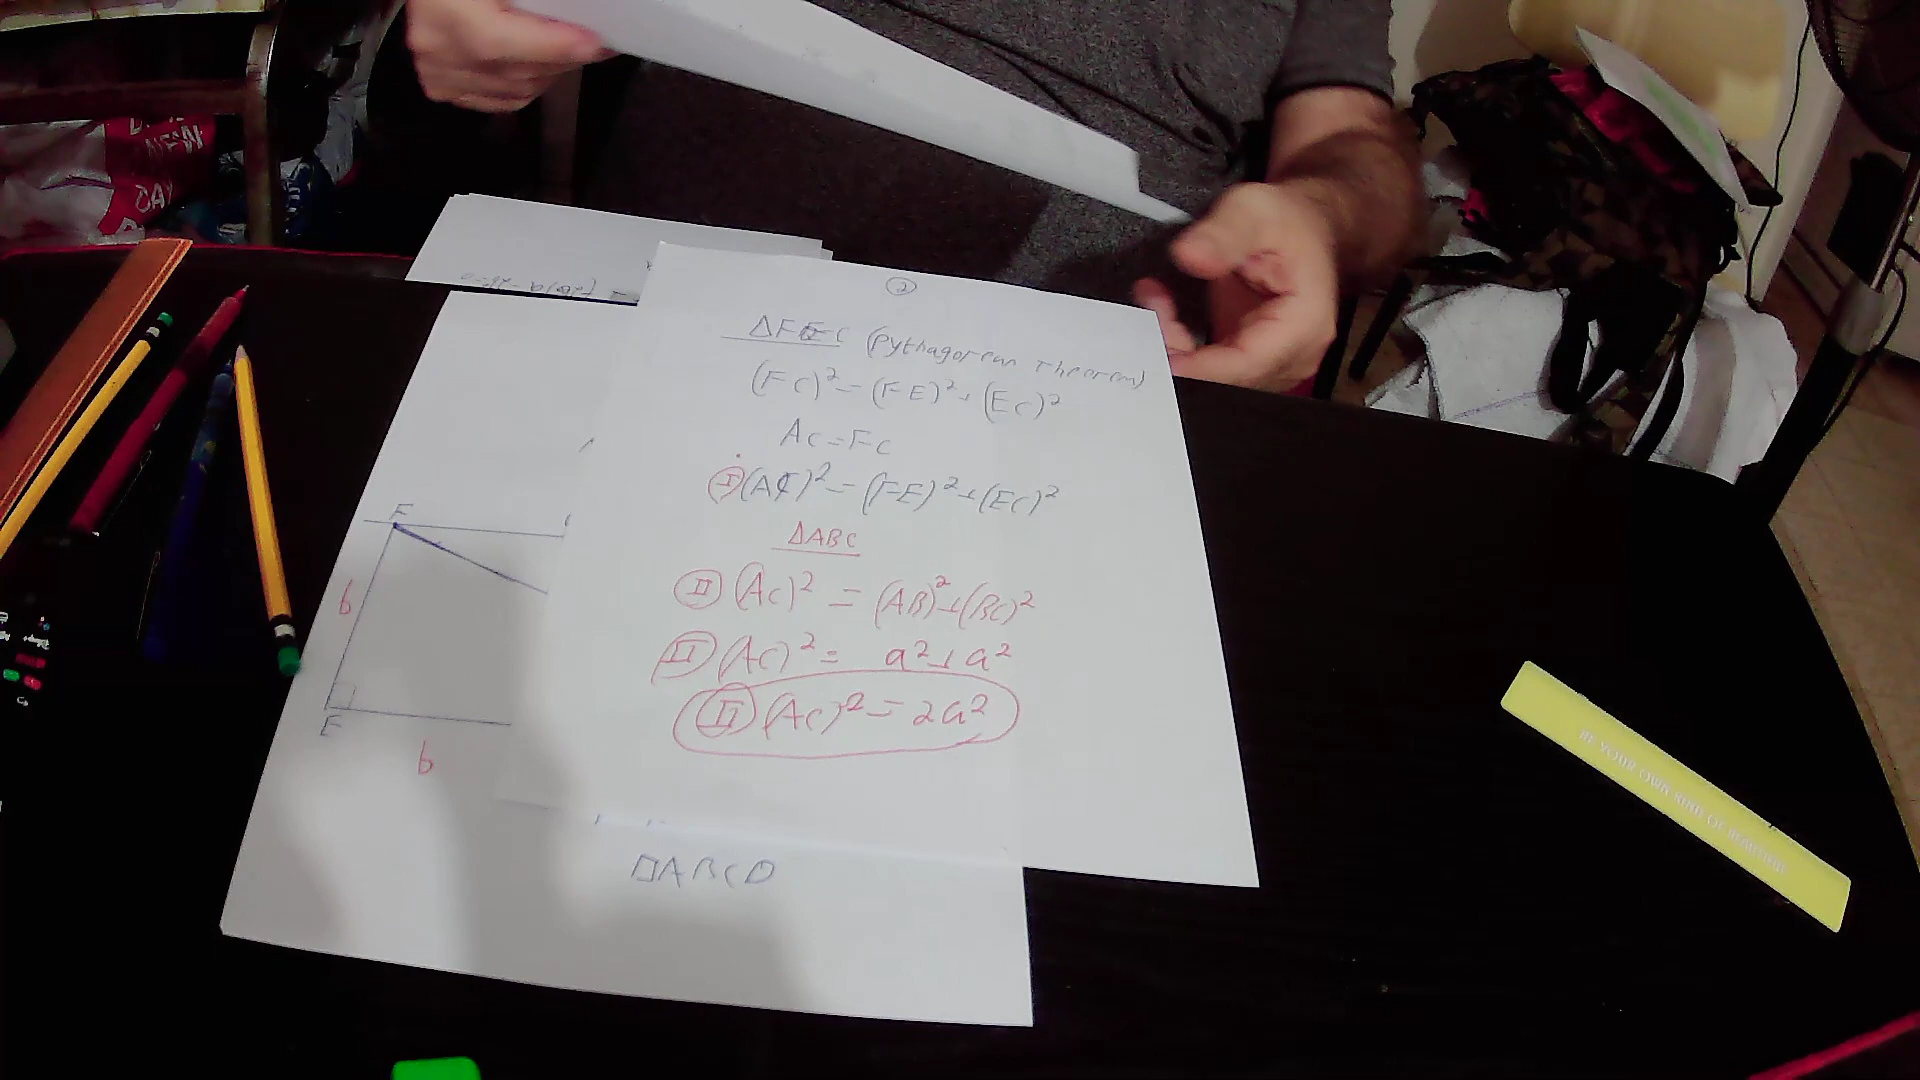 ②
ΔFEC (Pythagorean Theorem)
(FC)² = (FE)² + (EC)²
AC = FC
Ⓘ (AC)² = (FE)² + (EC)²
ΔABC
Ⅱ (AC)² = (AB)² + (BC)²
Ⅱ (AC)² = a² + a²
Ⅱ (AC)² = 2a²
F
b
E
b
▱ABCD
BE YOUR OWN KIND OF BEAUTIFUL
NEW
DAY